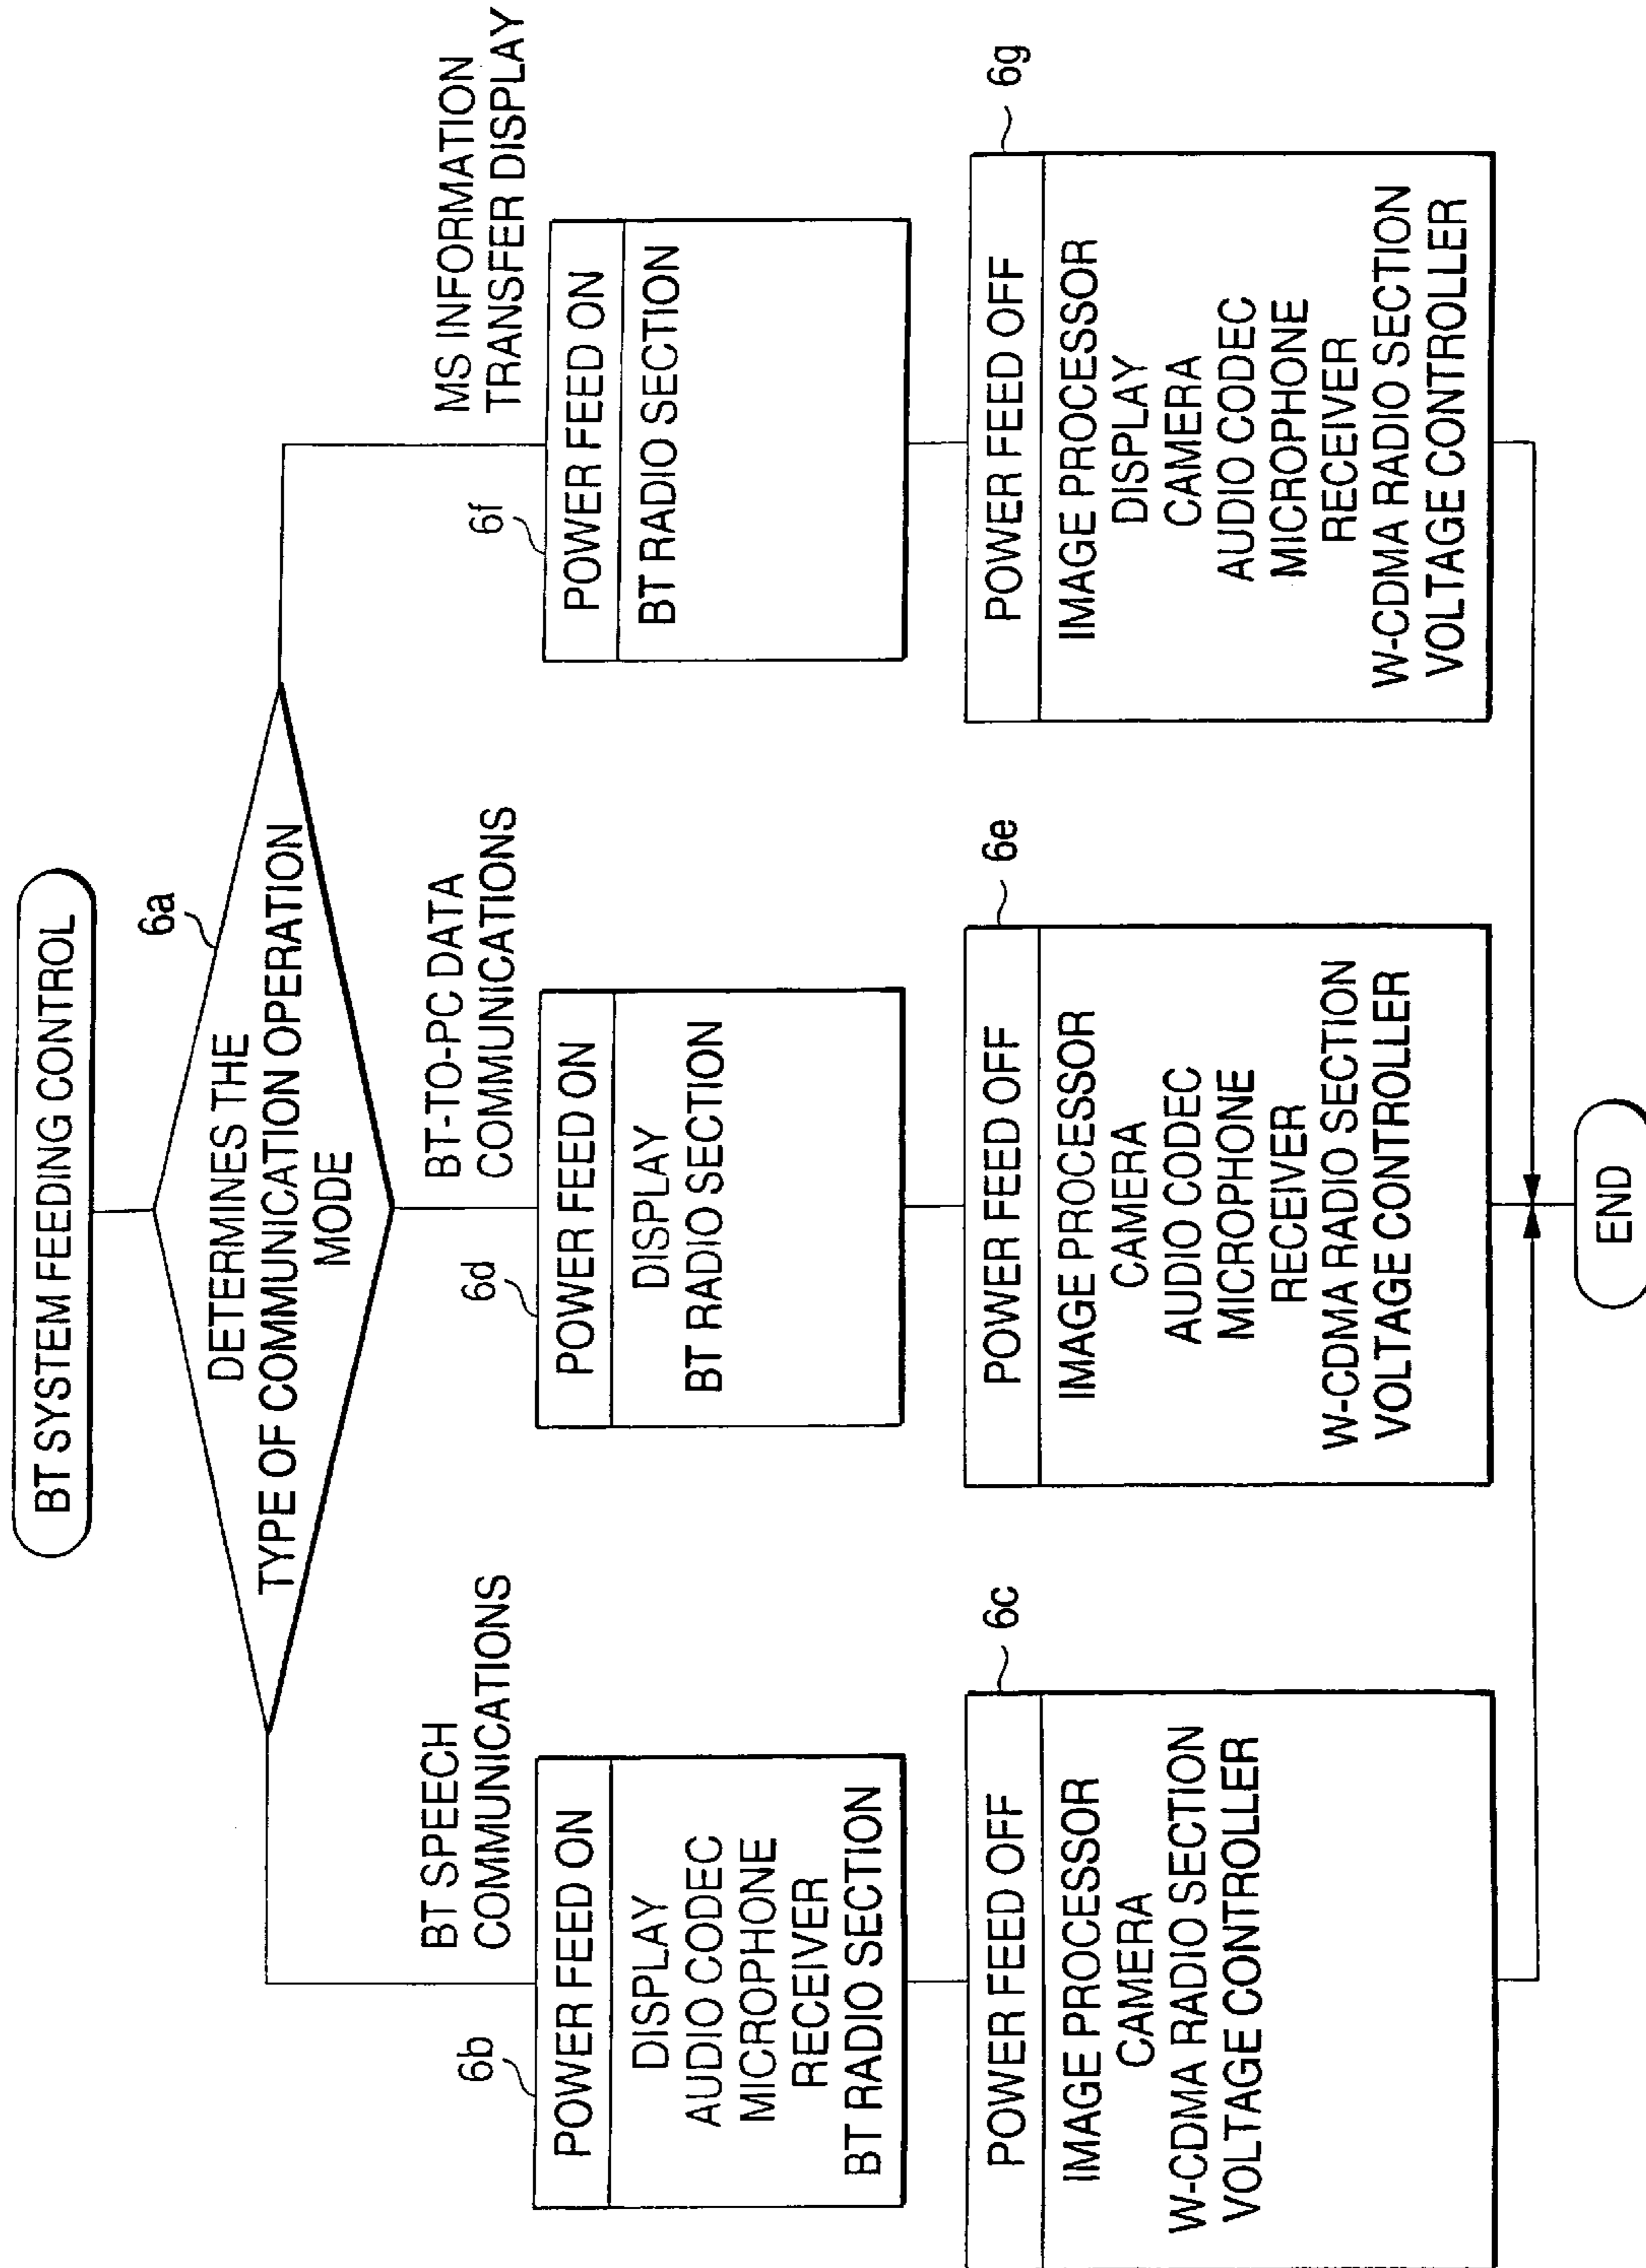 BT SYSTEM FEEDING CONTROL
6a
DETERMINES THE
TYPE OF COMMUNICATION OPERATION
MODE
BT SPEECH
COMMUNICATIONS
6b
POWER FEED ON
DISPLAY
AUDIO CODEC
MICROPHONE
RECEIVER
BT RADIO SECTION
6c
POWER FEED OFF
IMAGE PROCESSOR
CAMERA
W-CDMA RADIO SECTION
VOLTAGE CONTROLLER
BT-TO-PC DATA
COMMUNICATIONS
6d
POWER FEED ON
DISPLAY
BT RADIO SECTION
6e
POWER FEED OFF
IMAGE PROCESSOR
CAMERA
AUDIO CODEC
MICROPHONE
RECEIVER
W-CDMA RADIO SECTION
VOLTAGE CONTROLLER
MS INFORMATION
TRANSFER DISPLAY
6f
POWER FEED ON
BT RADIO SECTION
6g
POWER FEED OFF
IMAGE PROCESSOR
DISPLAY
CAMERA
AUDIO CODEC
MICROPHONE
RECEIVER
W-CDMA RADIO SECTION
VOLTAGE CONTROLLER
END